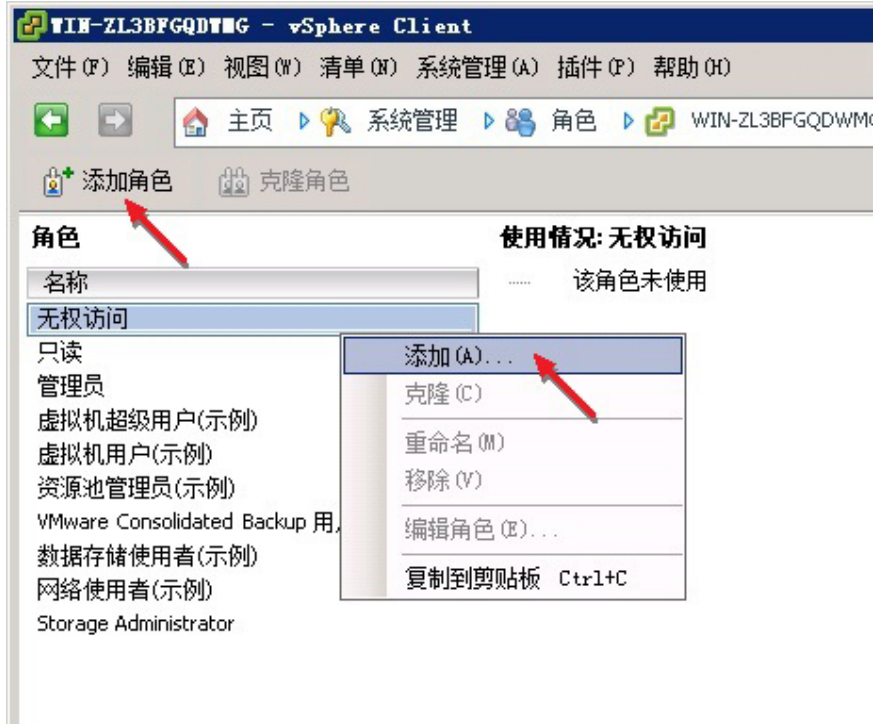 WIN-ZL3BFGQDWMG - vSphere Client
文件(F) 编辑(E) 视图(W) 清单(N) 系统管理(A) 插件(P) 帮助(H)
主页 系统管理 角色 WIN-ZL3BFGQDWM
添加角色 克隆角色
角色 使用情况: 无权访问
名称 该角色未使用
无权访问
只读 添加(A)...
管理员 克隆(C)
虚拟机超级用户(示例)
虚拟机用户(示例) 重命名(M)
资源池管理员(示例) 移除(V)
VMware Consolidated Backup 用 编辑角色(E)...
数据存储使用者(示例)
网络使用者(示例) 复制到剪贴板 Ctrl+C
Storage Administrator